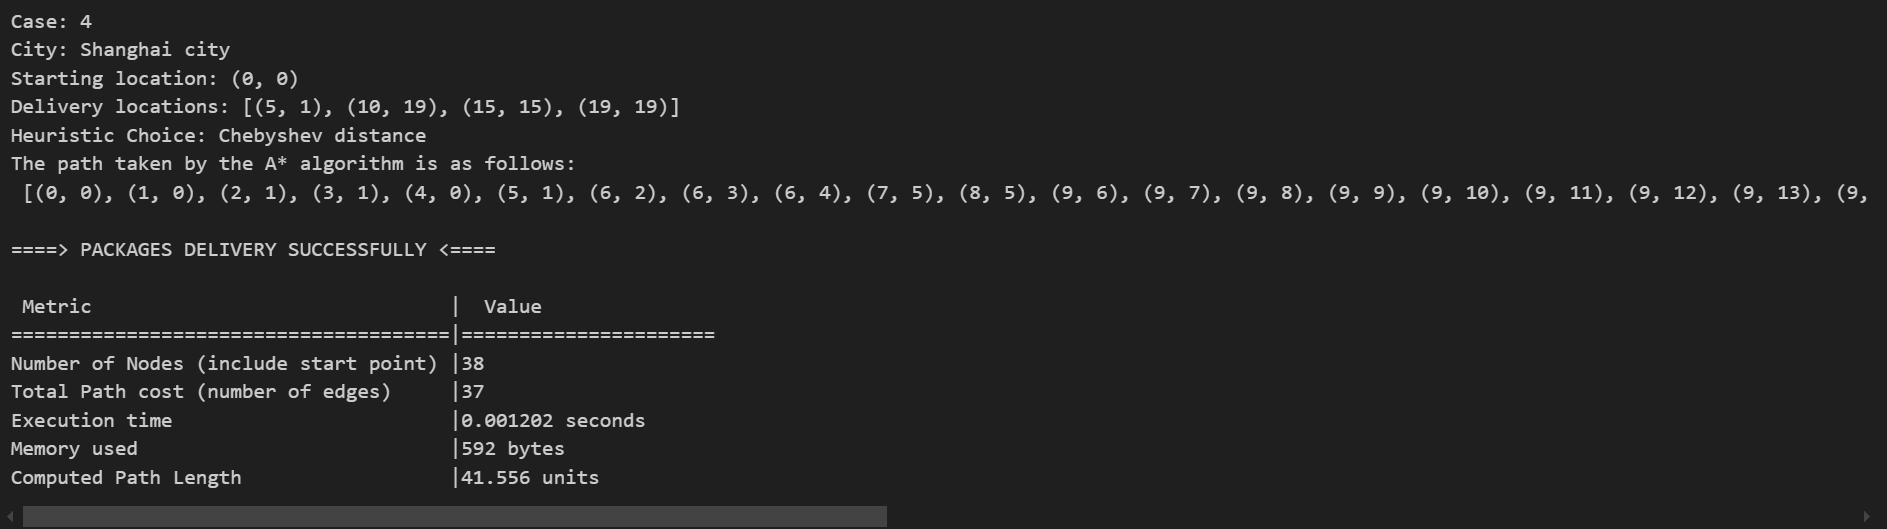 Case: 4
City: Shanghai city
Starting location: (0, 0)
Delivery locations: [(5, 1), (10, 19), (15, 15), (19, 19)]
Heuristic Choice: Chebyshev distance
The path taken by the A* algorithm is as follows:
[(0, 0), (1, 0), (2, 1), (3, 1), (4, 0), (5, 1), (6, 2), (6, 3), (6, 4), (7, 5), (8, 5), (9, 6), (9, 7), (9, 8), (9, 9), (9, 10), (9, 11), (9, 12), (9, 13), (9,
====> PACKAGES DELIVERY SUCCESSFULLY <====
Metric | Value
======================================|======================
Number of Nodes (include start point) |38
Total Path cost (number of edges) |37
Execution time |0.001202 seconds
Memory used |592 bytes
Computed Path Length |41.556 units